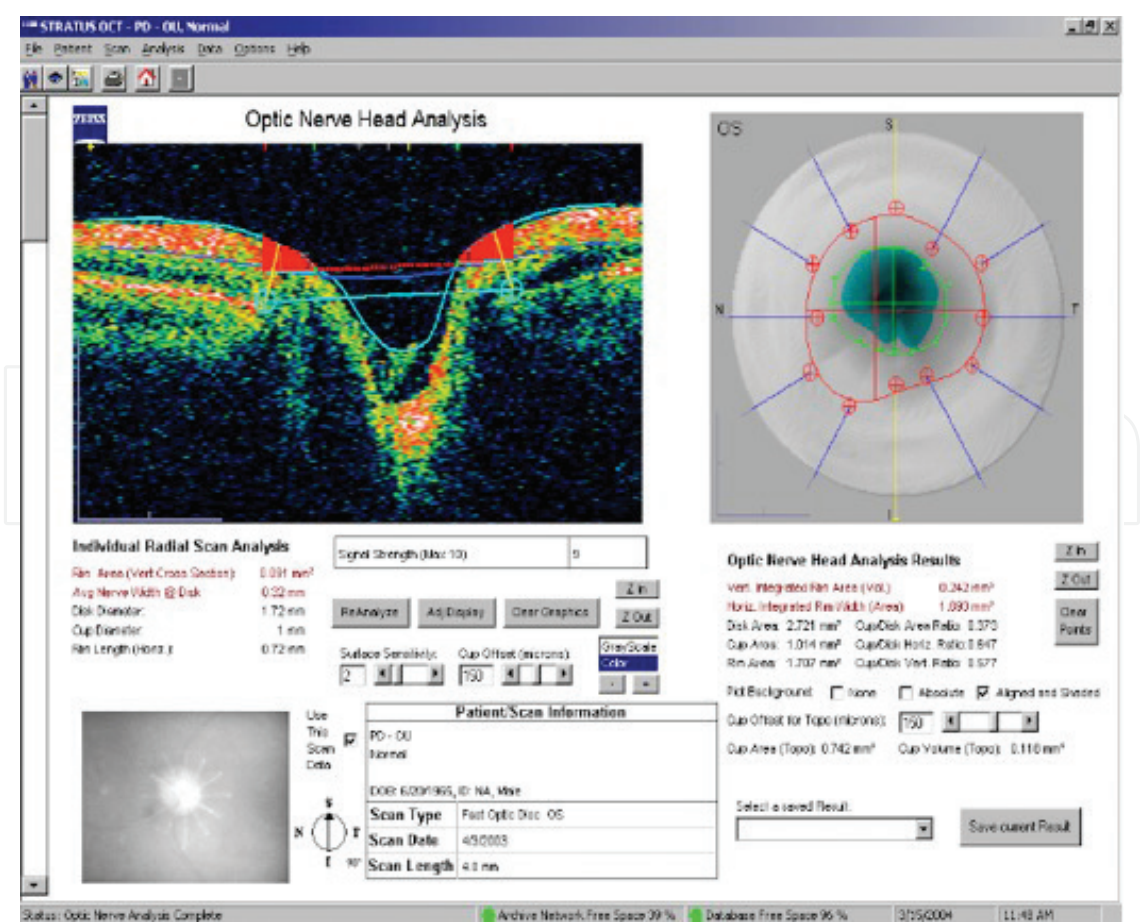 STRATUS OCT - PD - OU, Normal
File Patient Scan Analysis Data Options Help
ZEISS
Optic Nerve Head Analysis
OS
S
N
T
I
Individual Radial Scan Analysis
Rim Area (Vert Cross Section): 0.091 mm²
Avg Nerve Width @ Disk: 0.32 mm
Disk Diameter: 1.72 mm
Cup Diameter: 1 mm
Rim Length (Horiz.): 0.72 mm
Signal Strength (Max 10) 9
ReAnalyze Adj Display Clear Graphics
Z In
Z Out
Surface Sensitivity: Cup Offset (microns):
2 150
GrayScale
Color
- +
Optic Nerve Head Analysis Results
Vert. Integrated Rim Area (Vol.) 0.242 mm³
Horiz. Integrated Rim Width (Area) mm²
Disk Area: 2.721 mm² Cup/Disk Area Ratio: 0.373
Cup Area: 1.014 mm² Cup/Disk Horiz. Ratio: 0.647
Rim Area: 1.707 mm² Cup/Disk Vert. Ratio: 0.577
Z In
Z Out
Clear
Points
Plot Background: None Absolute Aligned and Shaded
Cup Offset for Topo (microns): 150
Cup Area (Topo): 0.742 mm² Cup Volume (Topo): 0.116 mm³
Select a saved Result:
Save current Result
Use
This
Scan
Data
S
N T
I 90°
Patient/Scan Information
PD - OU
Normal
DOB: 6/20/1965, ID: NA, Male
Scan Type Fast Optic Disc OS
Scan Date 4/9/2003
Scan Length 4.0 mm
Status: Optic Nerve Analysis Complete Archive Network Free Space 39 % Database Free Space 96 % 3/15/2004 11:48 AM